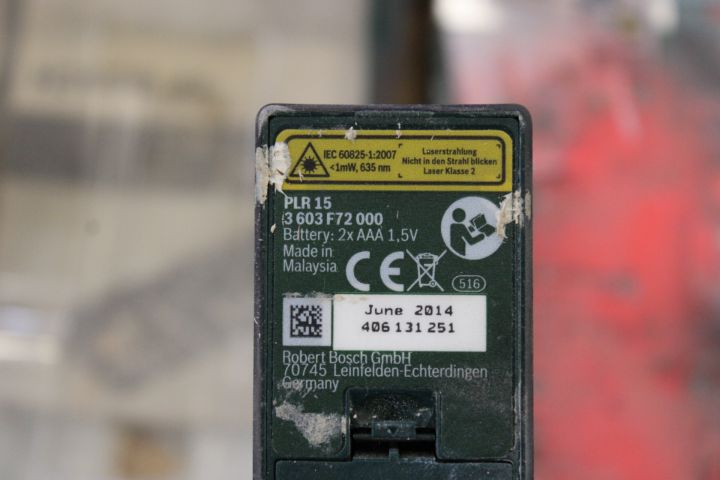 IEC 60825-1:2007
<1mW, 635 nm
Laserstrahlung
Nicht in den Strahl blicken
Laser Klasse 2
PLR 15
3 603 F72 000
Battery: 2x AAA 1,5V
Made in
Malaysia
CE
516
June 2014
406 131 251
Robert Bosch GmbH
70745 Leinfelden-Echterdingen
Germany